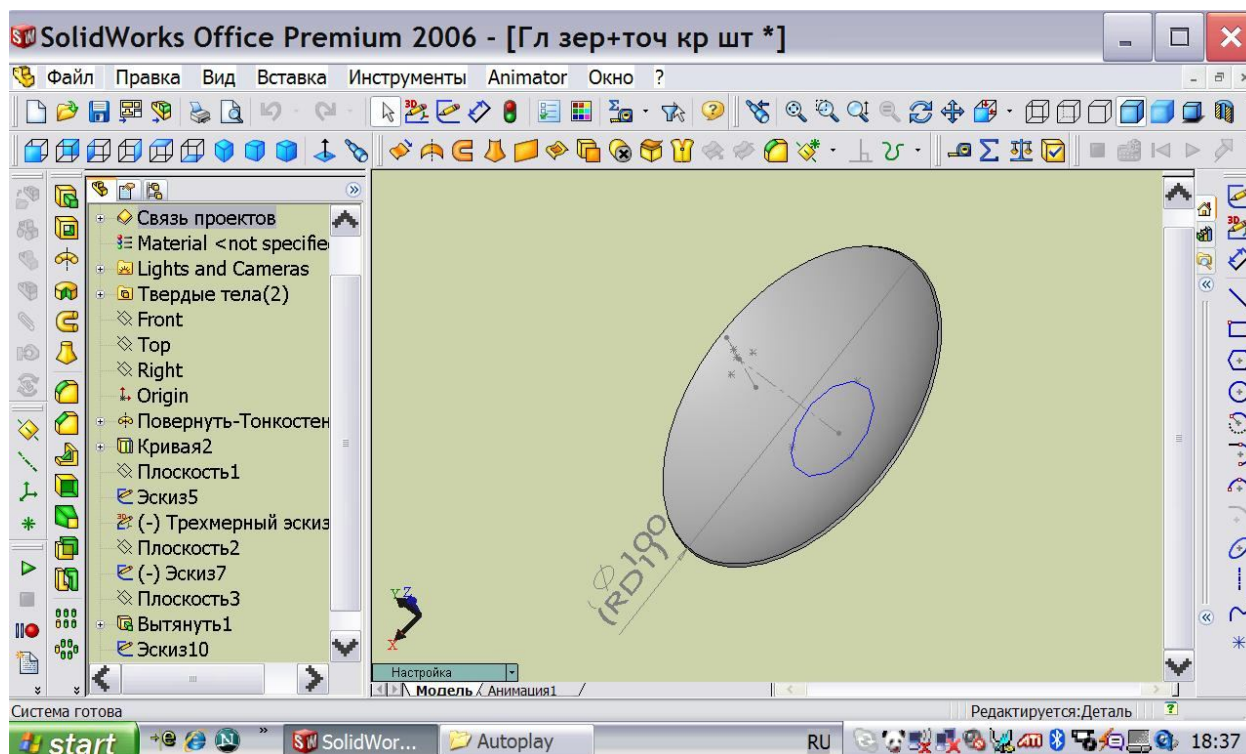 SolidWorks Office Premium 2006 - [Гл зер+точ кр шт *]
Файл Правка Вид Вставка Инструменты Animator Окно ?
Связь проектов
Material <not specifie
Lights and Cameras
Твердые тела(2)
Front
Top
Right
Origin
Повернуть-Тонкостен
Кривая2
Плоскость1
Эскиз5
(-) Трехмерный эскиз
Плоскость2
(-) Эскиз7
Плоскость3
Вытянуть1
Эскиз10
Φ 100
(RD1)
Y Z
X
Настройка
Модель Анимация1
Система готова Редактируется:Деталь
start SolidWor... Autoplay RU 18:37